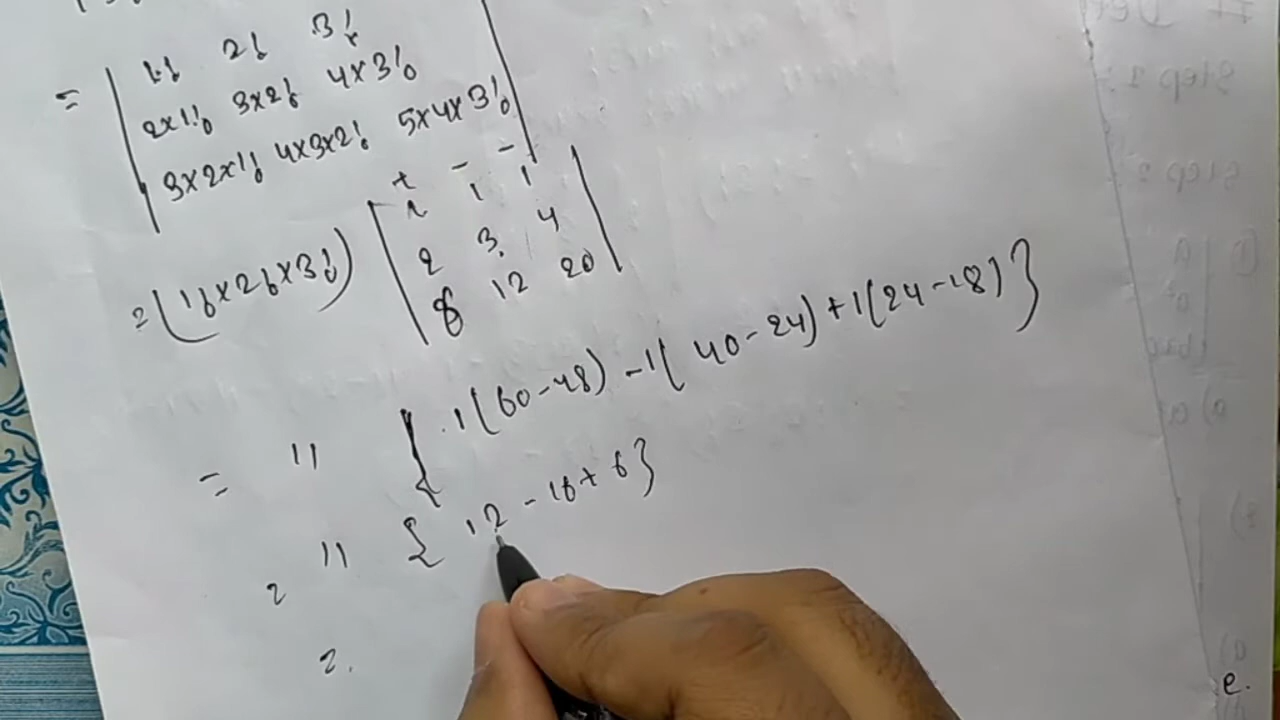 = | 1! 2! 3! |
| 2×1! 3×2! 4×3! |
| 3×2×1! 4×3×2! 5×4×3! |
+ - -
= (1!×2!×3!) | 1 1 1 |
| 2 3 4 |
| 6 12 20 |
= 11 { 1(60-48) -1( 40-24) +1(24-18) }
= 11 { 12 - 16 + 6 }
=
e.